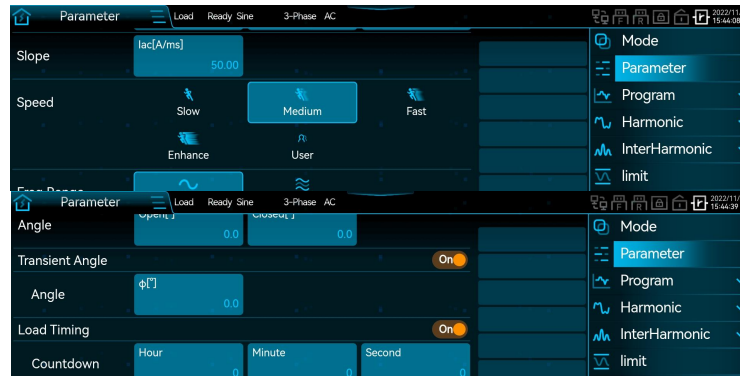 Parameter Load Ready Sine 3-Phase AC 2022/11/
15:44:08
Slope
Iac[A/ms]
50.00
Speed
Slow Medium Fast
Enhance User
Freq Range
Mode
Parameter
Program
Harmonic
InterHarmonic
limit
Parameter Load Ready Sine 3-Phase AC 2022/11/
15:44:39
Angle
Open[°] Closed[°]
0.0 0.0
Transient Angle On
Angle
φ[°]
0.0
Load Timing On
Countdown
Hour Minute Second
0 0 0
Mode
Parameter
Program
Harmonic
InterHarmonic
limit